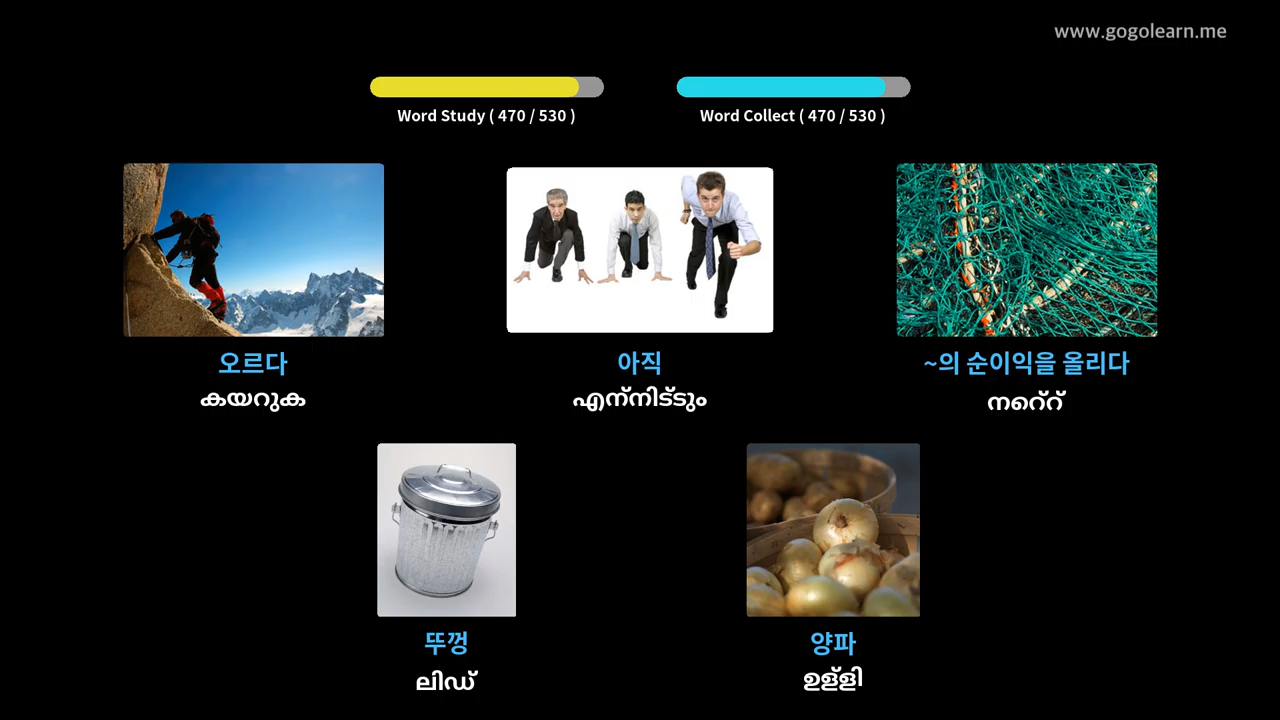 www.gogolearn.me
Word Study ( 470 / 530 )
Word Collect ( 470 / 530 )
오르다
കയറുക
아직
എന്നിട്ടും
~의 순이익을 올리다
നെറ്റ്
뚜껑
ലിഡ്
양파
ഉള്ളി